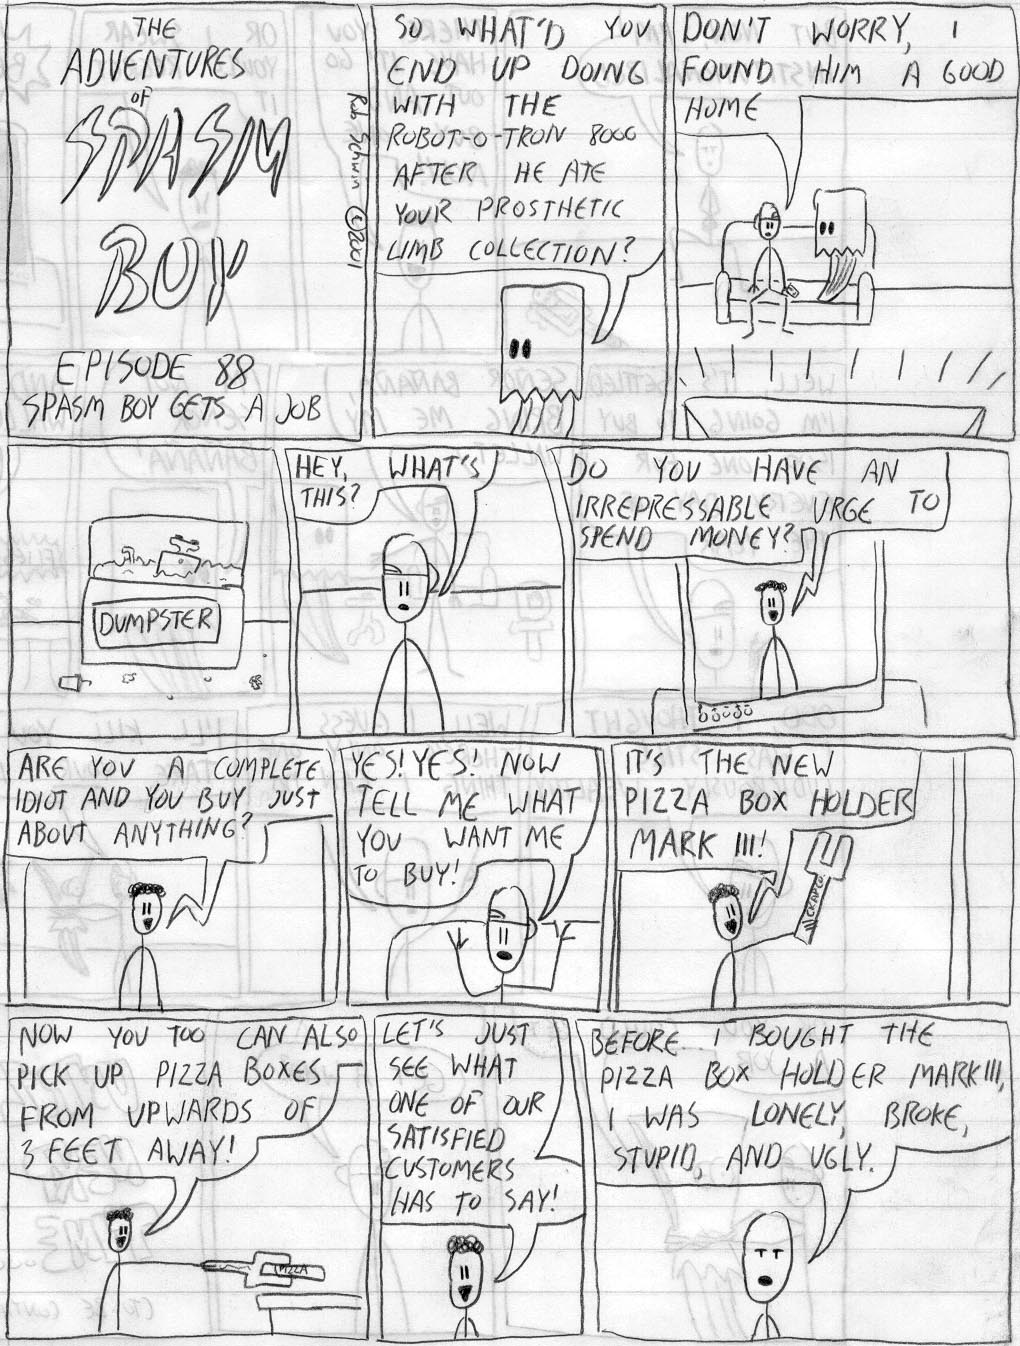 THE
ADVENTURES
OF
SPASM
BOY
Rob Schwin ©2001
EPISODE 88
SPASM BOY GETS A JOB
SO WHAT'D YOU
END UP DOING
WITH THE
ROBOT-O-TRON 8000
AFTER HE ATE
YOUR PROSTHETIC
LIMB COLLECTION?
DON'T WORRY, I
FOUND HIM A GOOD
HOME
DUMPSTER
HEY, WHAT'S
THIS?
DO YOU HAVE AN
IRREPRESSABLE URGE TO
SPEND MONEY?
ARE YOU A COMPLETE
IDIOT AND YOU BUY JUST
ABOUT ANYTHING?
YES! YES! NOW
TELL ME WHAT
YOU WANT ME
TO BUY!
IT'S THE NEW
PIZZA BOX HOLDER
MARK III!
CRAPCO
NOW YOU TOO CAN ALSO
PICK UP PIZZA BOXES
FROM UPWARDS OF
3 FEET AWAY!
PIZZA
LET'S JUST
SEE WHAT
ONE OF OUR
SATISFIED
CUSTOMERS
HAS TO SAY!
BEFORE I BOUGHT THE
PIZZA BOX HOLDER MARK III,
I WAS LONELY, BROKE,
STUPID, AND UGLY.